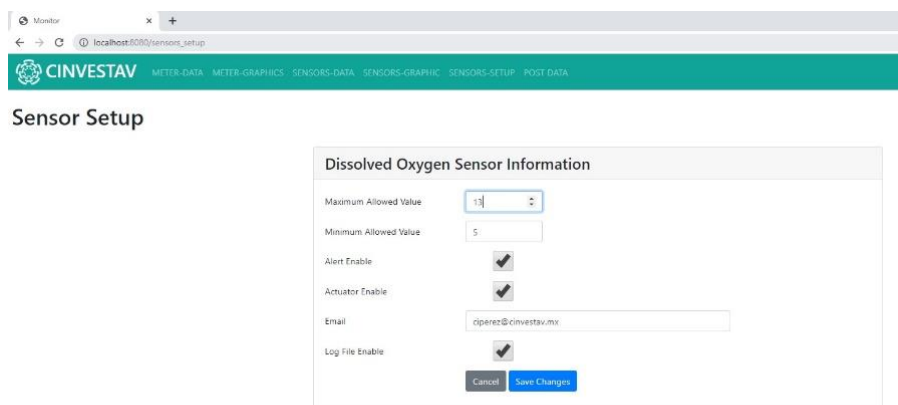 Monitor
localhost:8080/sensors_setup
CINVESTAV METER-DATA METER-GRAPHICS SENSORS-DATA SENSORS-GRAPHIC SENSORS-SETUP POST DATA
Sensor Setup
Dissolved Oxygen Sensor Information
Maximum Allowed Value 13
Minimum Allowed Value 5
Alert Enable
Actuator Enable
Email ciperez@cinvestav.mx
Log File Enable
Cancel Save Changes